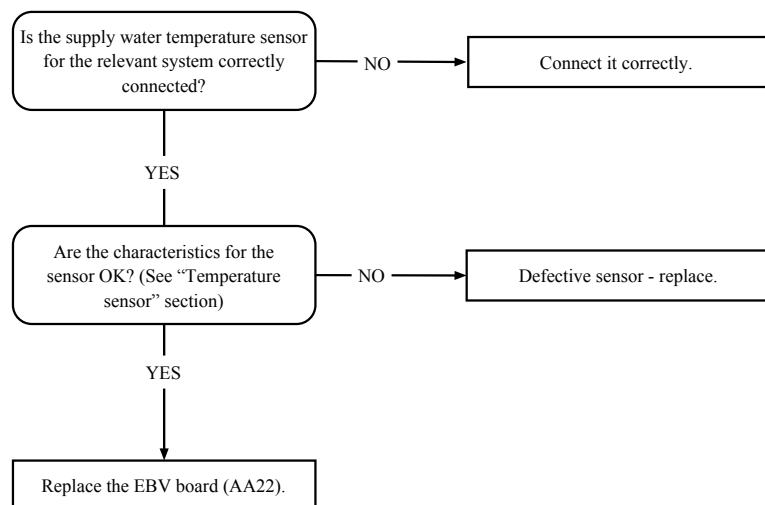 Is the supply water temperature sensor
for the relevant system correctly
connected?
NO
Connect it correctly.
YES
Are the characteristics for the
sensor OK? (See “Temperature
sensor” section)
NO
Defective sensor - replace.
YES
Replace the EBV board (AA22).